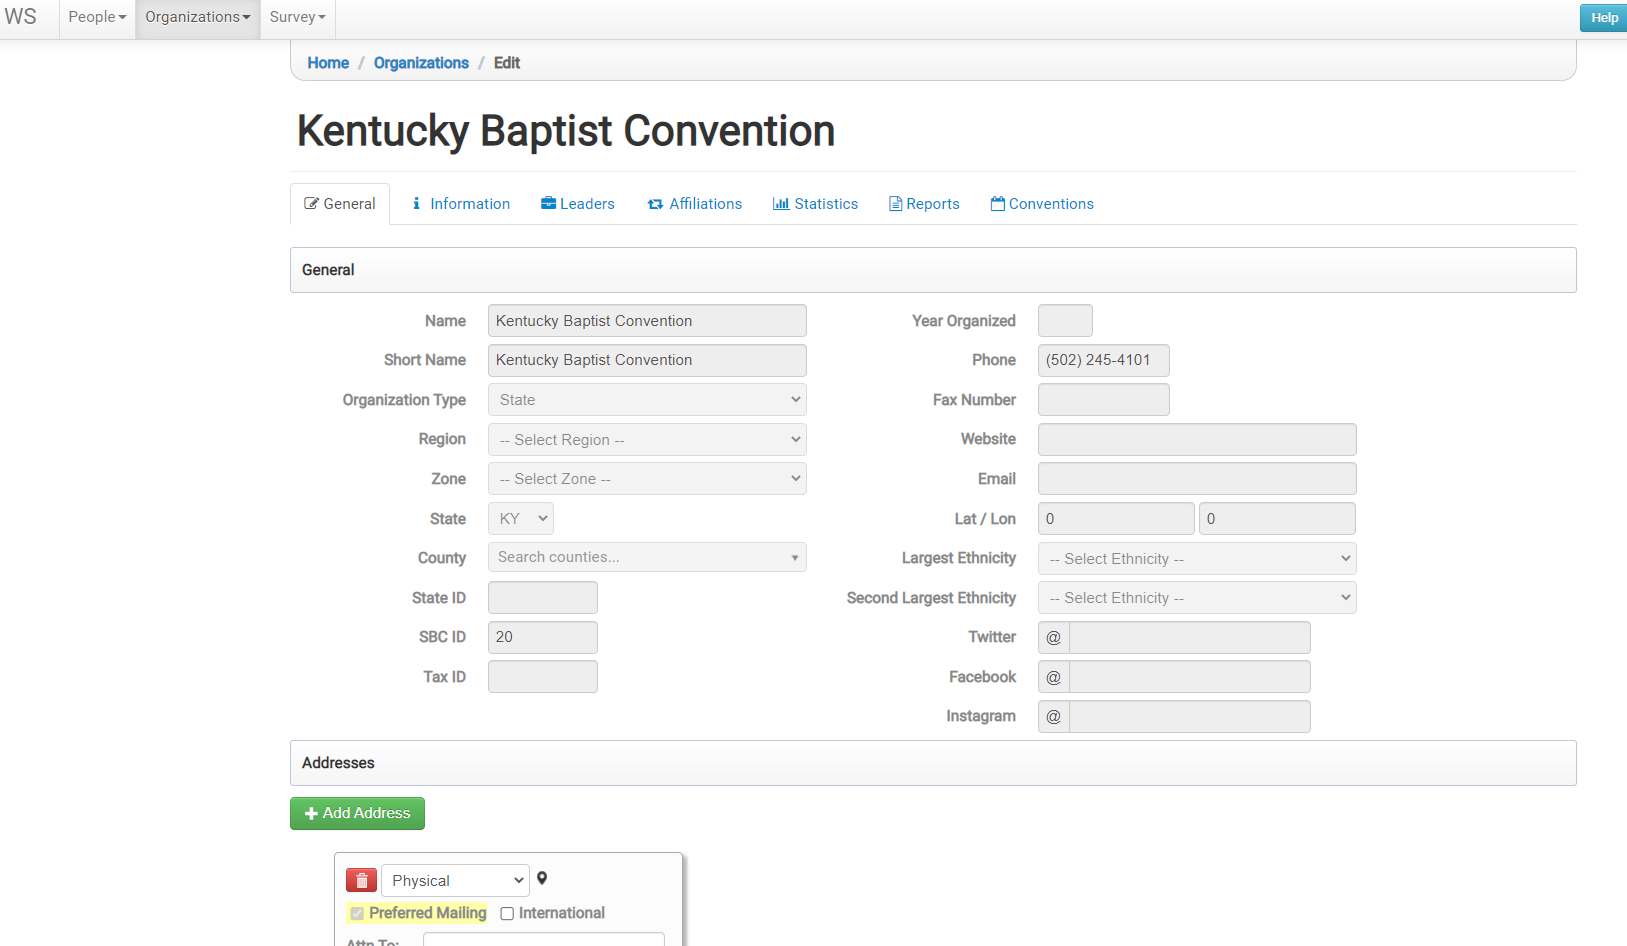 WS People Organizations Survey Help
Home / Organizations / Edit
Kentucky Baptist Convention
General Information Leaders Affiliations Statistics Reports Conventions
General
Name Kentucky Baptist Convention
Year Organized
Short Name Kentucky Baptist Convention
Phone (502) 245-4101
Organization Type State
Fax Number
Region -- Select Region --
Website
Zone -- Select Zone --
Email
State KY
Lat / Lon 0 0
County Search counties...
Largest Ethnicity -- Select Ethnicity --
State ID
Second Largest Ethnicity -- Select Ethnicity --
SBC ID 20
Twitter @
Tax ID
Facebook @
Instagram @
Addresses
Add Address
Physical
Preferred Mailing International
Attn To: